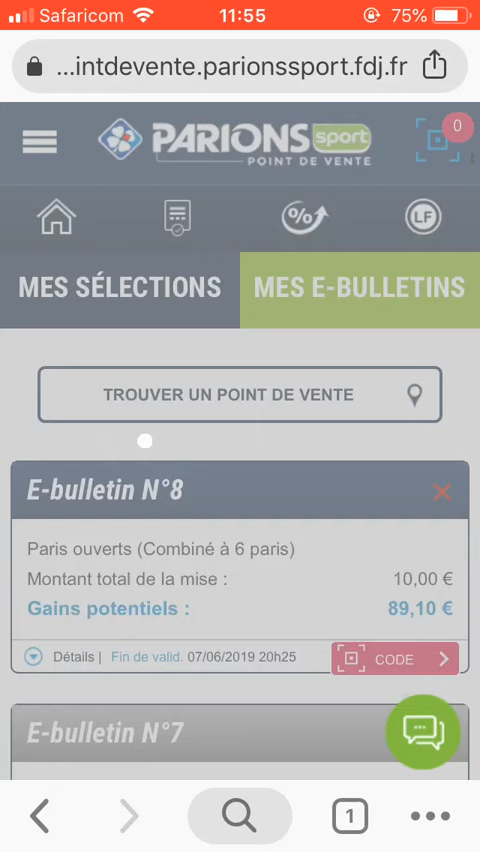 Safaricom 11:55 75%
...intdevente.parionssport.fdj.fr
PARIONS sport
POINT DE VENTE
0
% LF
MES SÉLECTIONS MES E-BULLETINS
TROUVER UN POINT DE VENTE
E-bulletin N°8
Paris ouverts (Combiné à 6 paris)
Montant total de la mise : 10,00 €
Gains potentiels : 89,10 €
Détails | Fin de valid. 07/06/2019 20h25 CODE
E-bulletin N°7
1